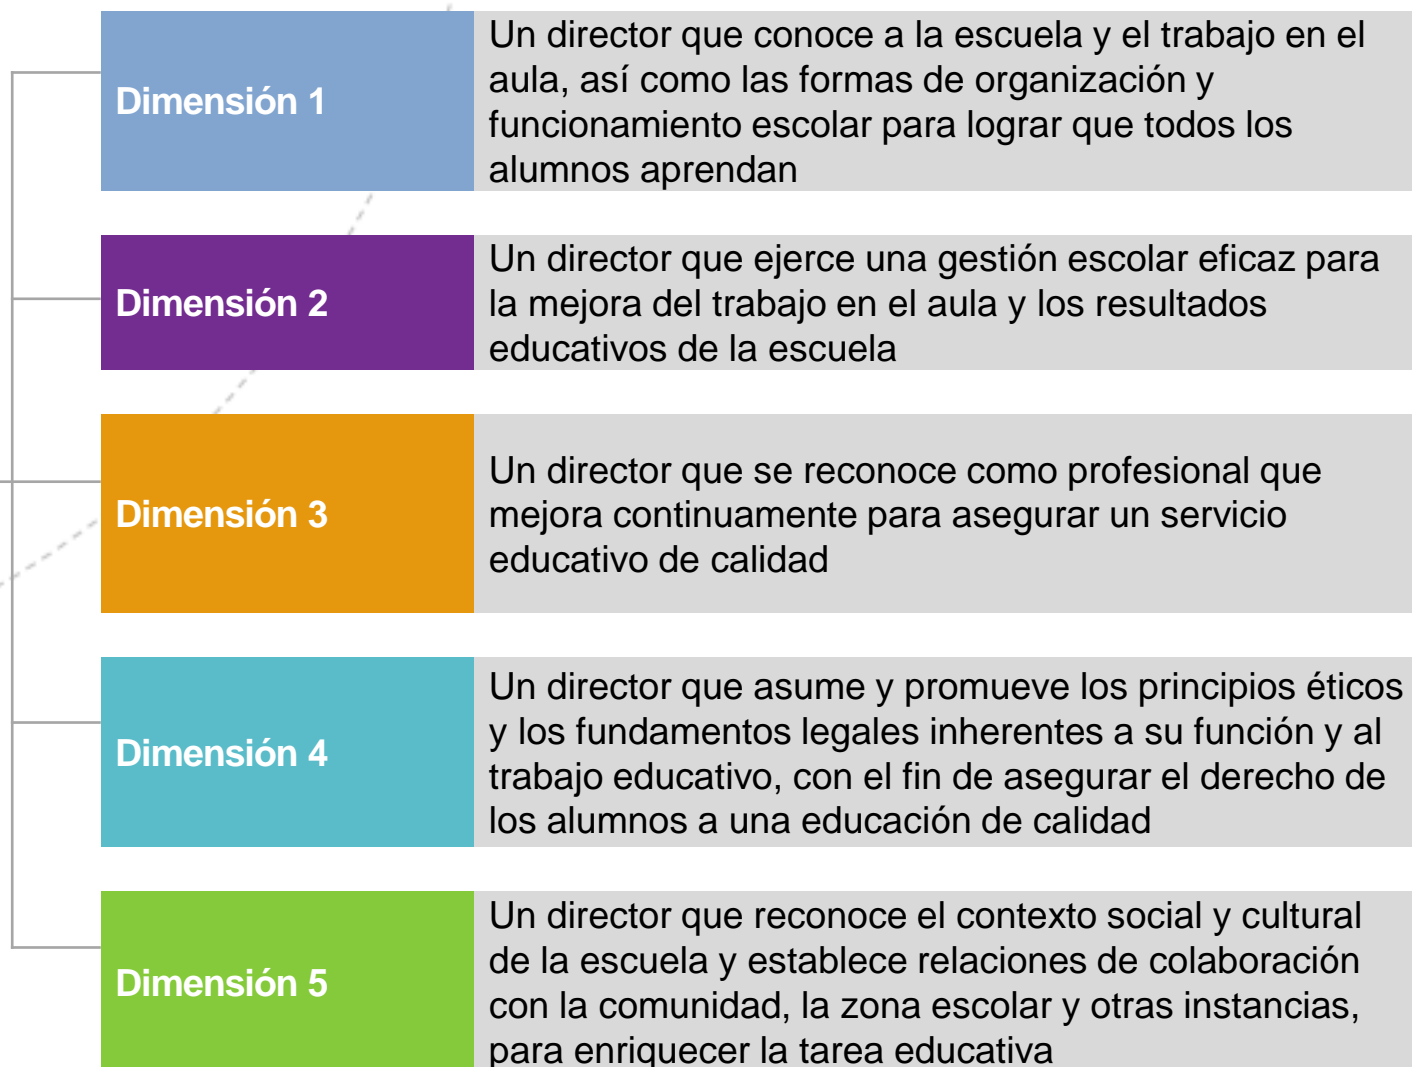 Dimensión 1
Un director que conoce a la escuela y el trabajo en el
aula, así como las formas de organización y
funcionamiento escolar para lograr que todos los
alumnos aprendan
Dimensión 2
Un director que ejerce una gestión escolar eficaz para
la mejora del trabajo en el aula y los resultados
educativos de la escuela
Dimensión 3
Un director que se reconoce como profesional que
mejora continuamente para asegurar un servicio
educativo de calidad
Dimensión 4
Un director que asume y promueve los principios éticos
y los fundamentos legales inherentes a su función y al
trabajo educativo, con el fin de asegurar el derecho de
los alumnos a una educación de calidad
Dimensión 5
Un director que reconoce el contexto social y cultural
de la escuela y establece relaciones de colaboración
con la comunidad, la zona escolar y otras instancias,
para enriquecer la tarea educativa